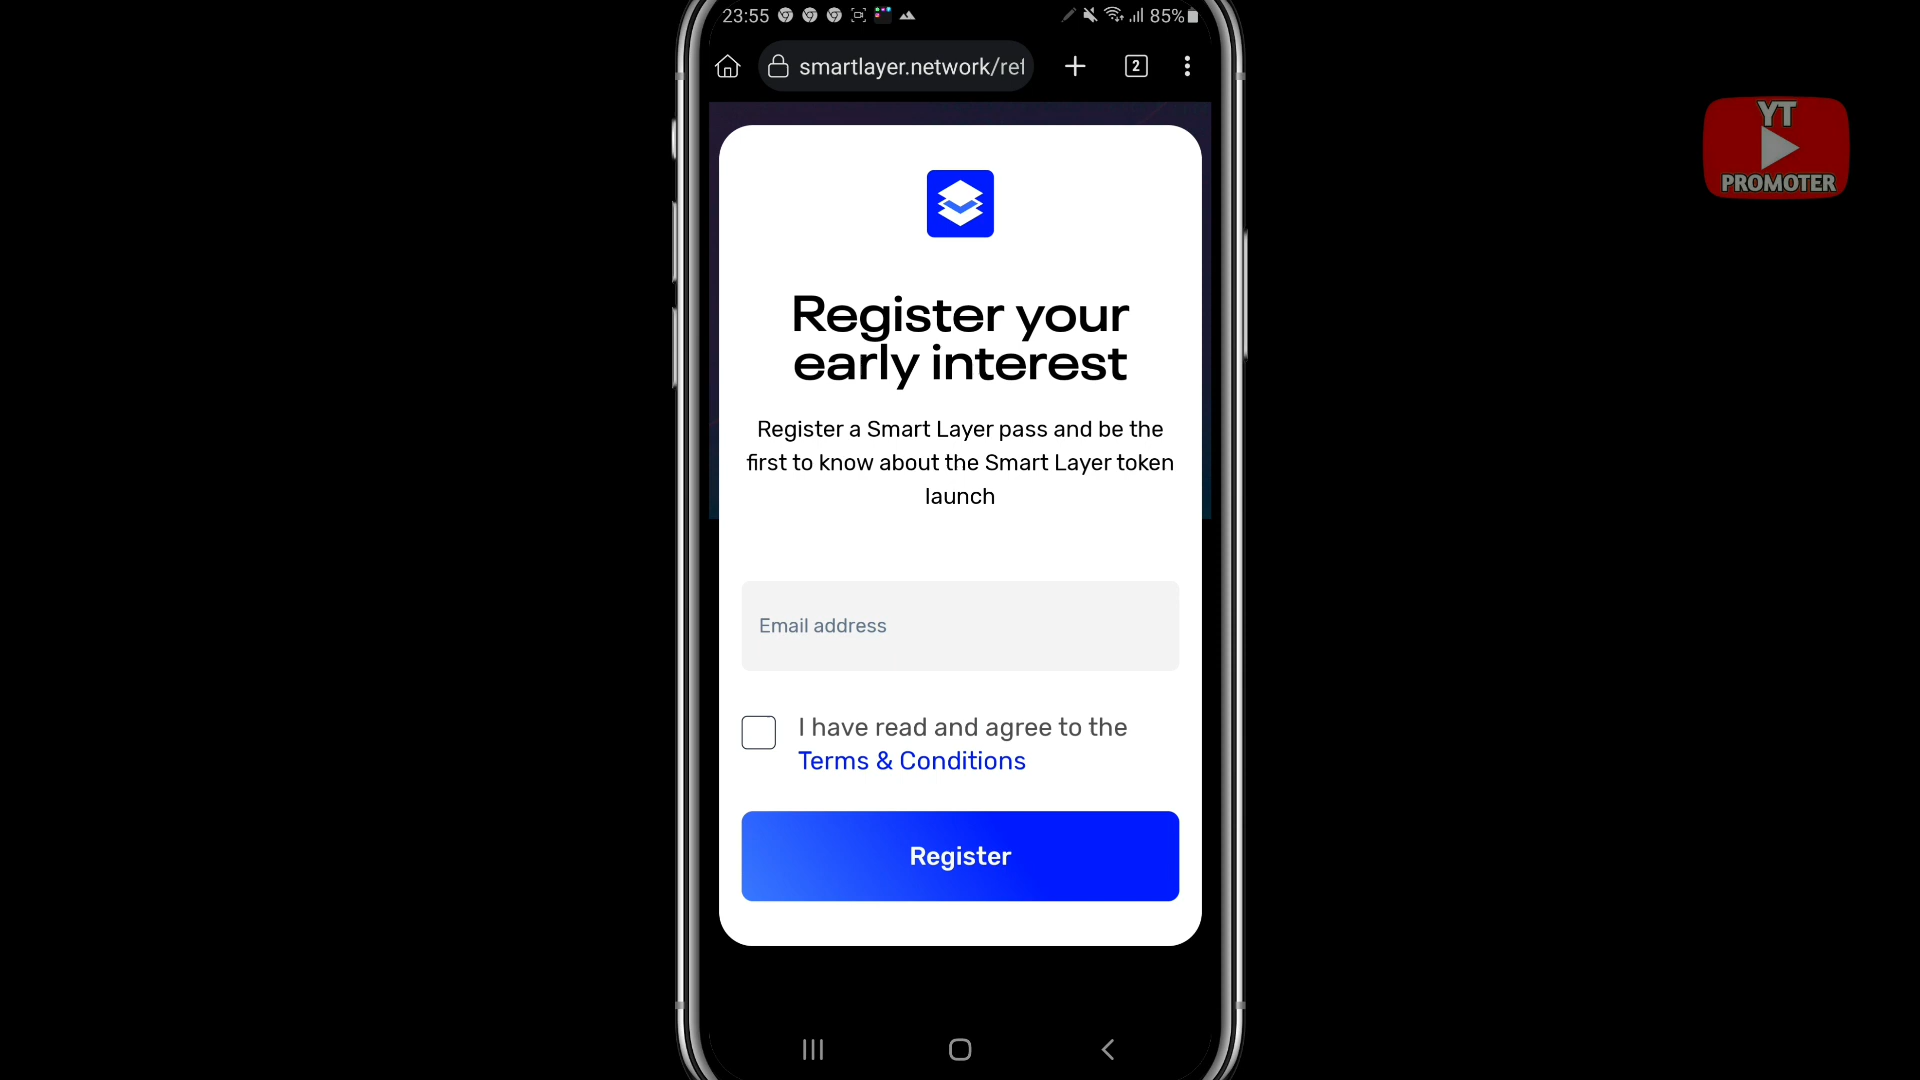 23:55
85%
smartlayer.network/ref
2
YT
PROMOTER
Register your
early interest
Register a Smart Layer pass and be the
first to know about the Smart Layer token
launch
Email address
I have read and agree to the
Terms & Conditions
Register